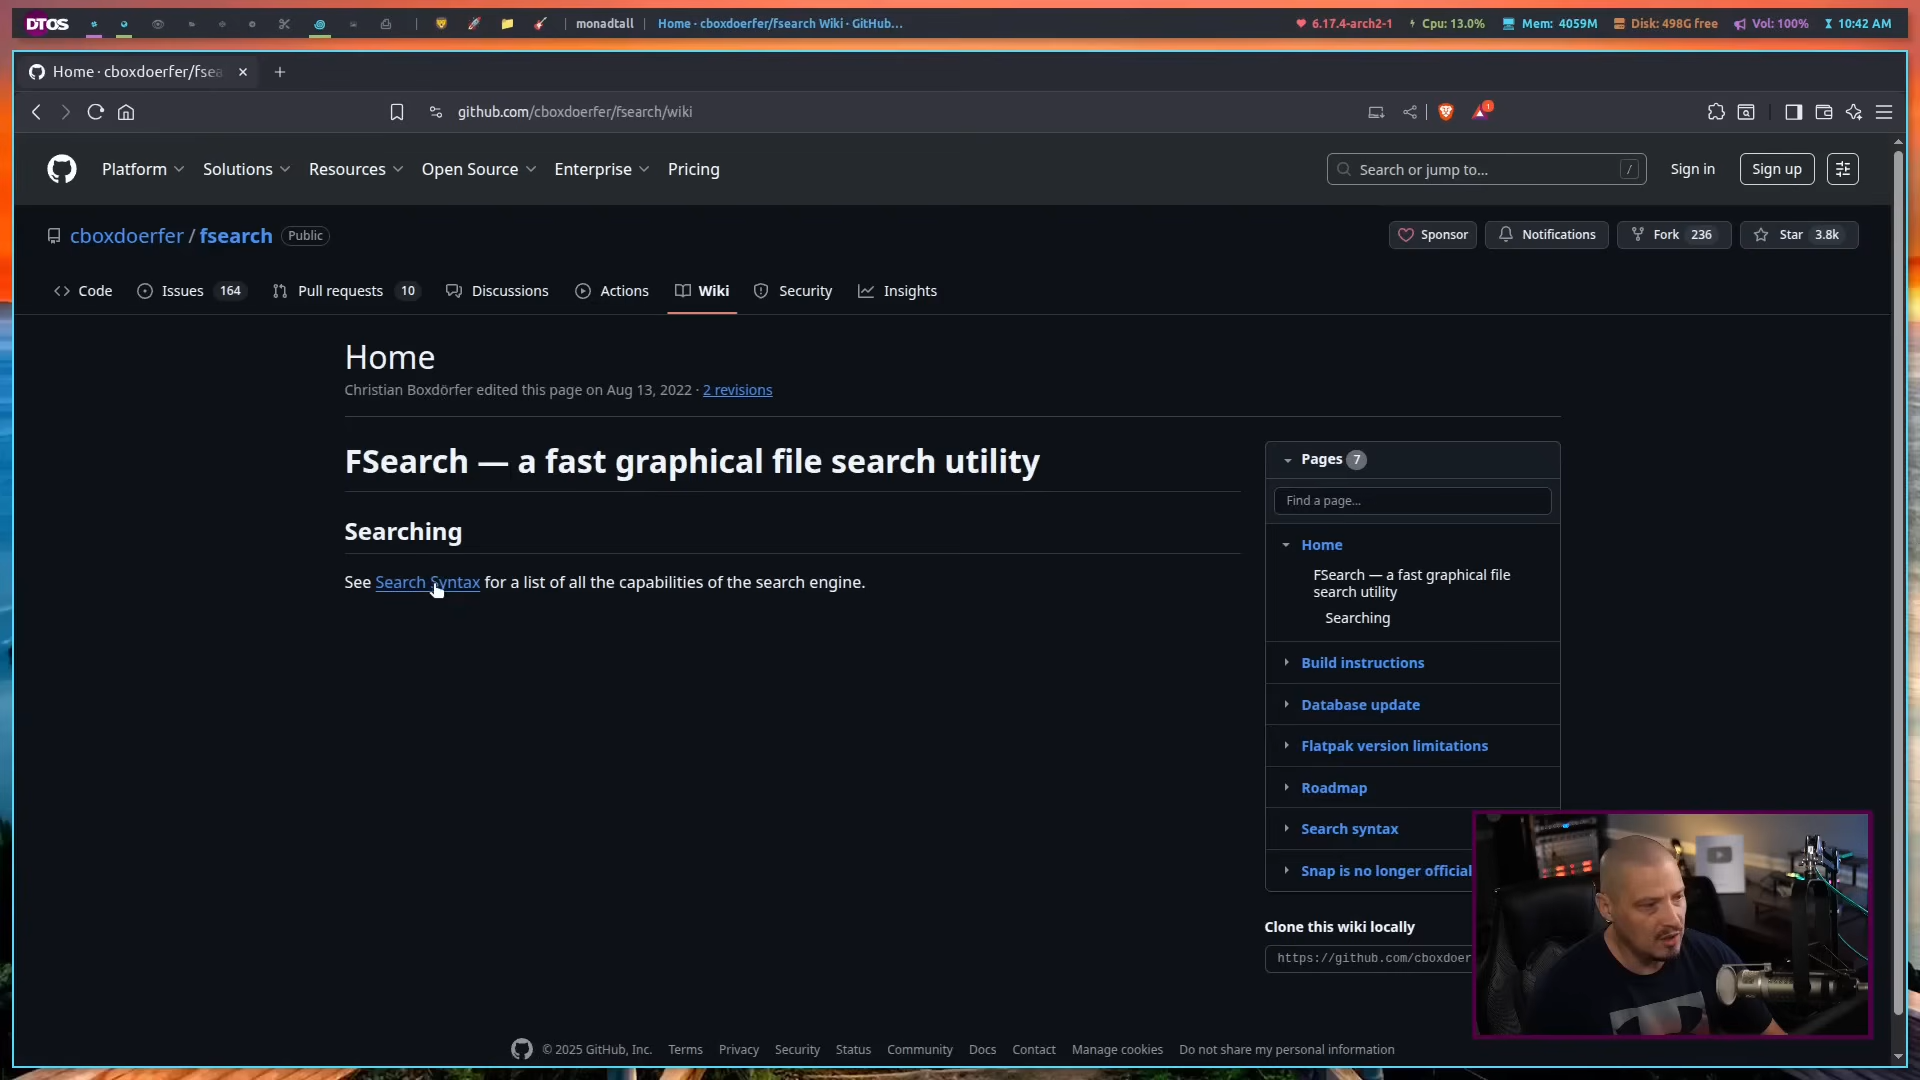 DTOS | monadtall | Home · cboxdoerfer/fsearch Wiki · GitHub... 6.17.4-arch2-1 Cpu: 13.0% Mem: 4059M Disk: 498G free Vol: 100% 10:42 AM
Home · cboxdoerfer/fsea
github.com/cboxdoerfer/fsearch/wiki 1
Platform Solutions Resources Open Source Enterprise Pricing Search or jump to... / Sign in Sign up
cboxdoerfer / fsearch Public Sponsor Notifications Fork 236 Star 3.8k
Code Issues 164 Pull requests 10 Discussions Actions Wiki Security Insights
Home
Christian Boxdörfer edited this page on Aug 13, 2022 · 2 revisions
FSearch — a fast graphical file search utility
Searching
See Search Syntax for a list of all the capabilities of the search engine.
Pages 7
Find a page...
Home
FSearch — a fast graphical file
search utility
Searching
Build instructions
Database update
Flatpak version limitations
Roadmap
Search syntax
Snap is no longer official
Clone this wiki locally
https://github.com/cboxdoer
© 2025 GitHub, Inc. Terms Privacy Security Status Community Docs Contact Manage cookies Do not share my personal information